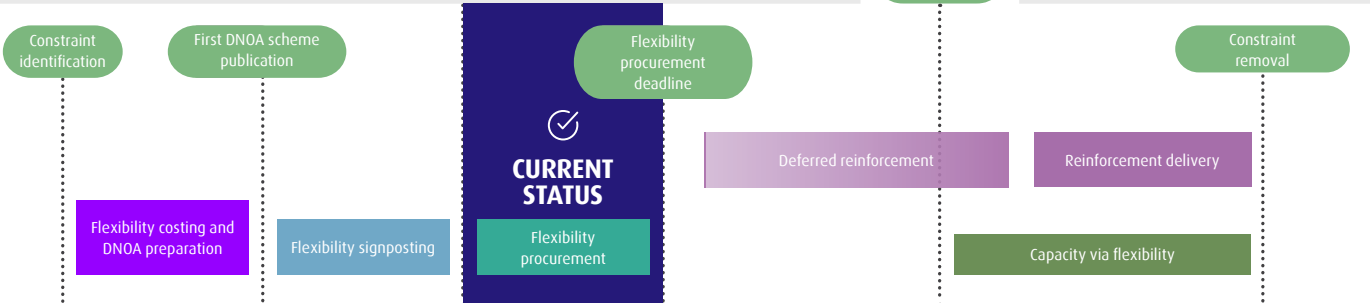 Constraint
identification
First DNOA scheme
publication
Flexibility
procurement
deadline
Constraint
removal
CURRENT
STATUS
Deferred reinforcement
Reinforcement delivery
Flexibility costing and
DNOA preparation
Flexibility signposting
Flexibility
procurement
Capacity via flexibility